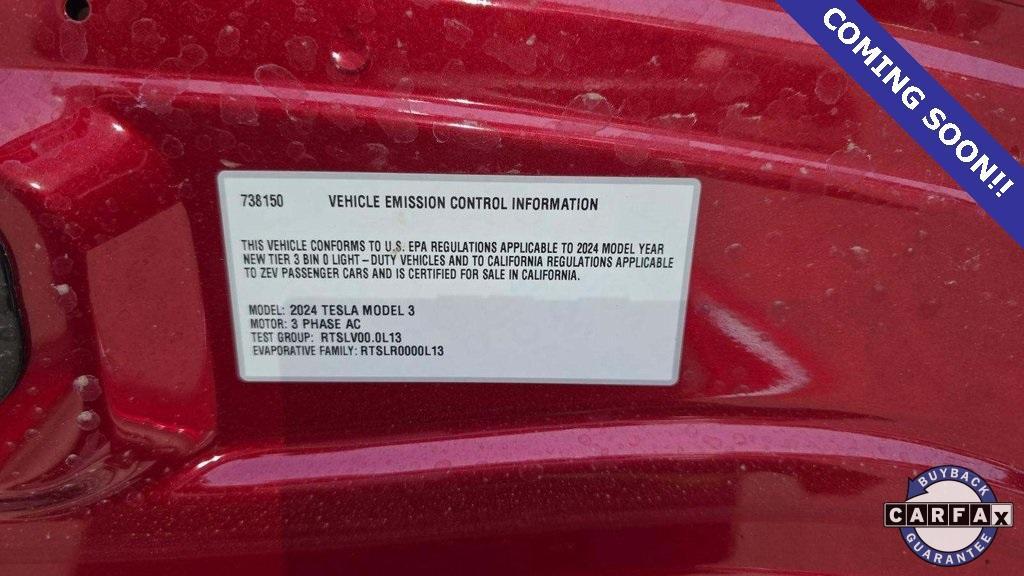 COMING SOON!!
738150 VEHICLE EMISSION CONTROL INFORMATION
THIS VEHICLE CONFORMS TO U.S. EPA REGULATIONS APPLICABLE TO 2024 MODEL YEAR
NEW TIER 3 BIN 0 LIGHT-DUTY VEHICLES AND TO CALIFORNIA REGULATIONS APPLICABLE
TO ZEV PASSENGER CARS AND IS CERTIFIED FOR SALE IN CALIFORNIA.
MODEL: 2024 TESLA MODEL 3
MOTOR: 3 PHASE AC
TEST GROUP: RTSLV00.0L13
EVAPORATIVE FAMILY: RTSLR0000L13
BUYBACK
CARFAX
GUARANTEE